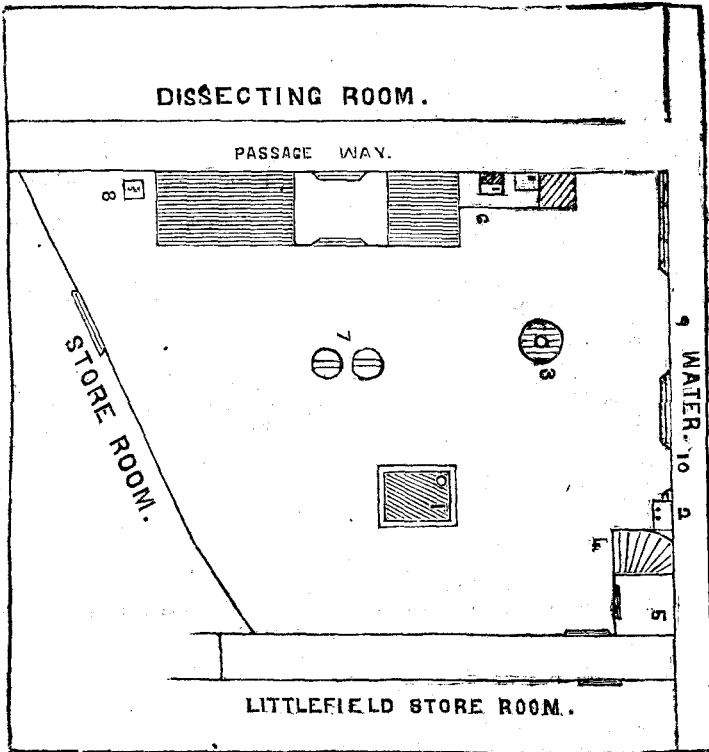 DISSECTING ROOM.
PASSAGE WAY.
8
6
7
3
9
WATER.
10
STORE ROOM.
1
2
4
5
LITTLEFIELD STORE ROOM.